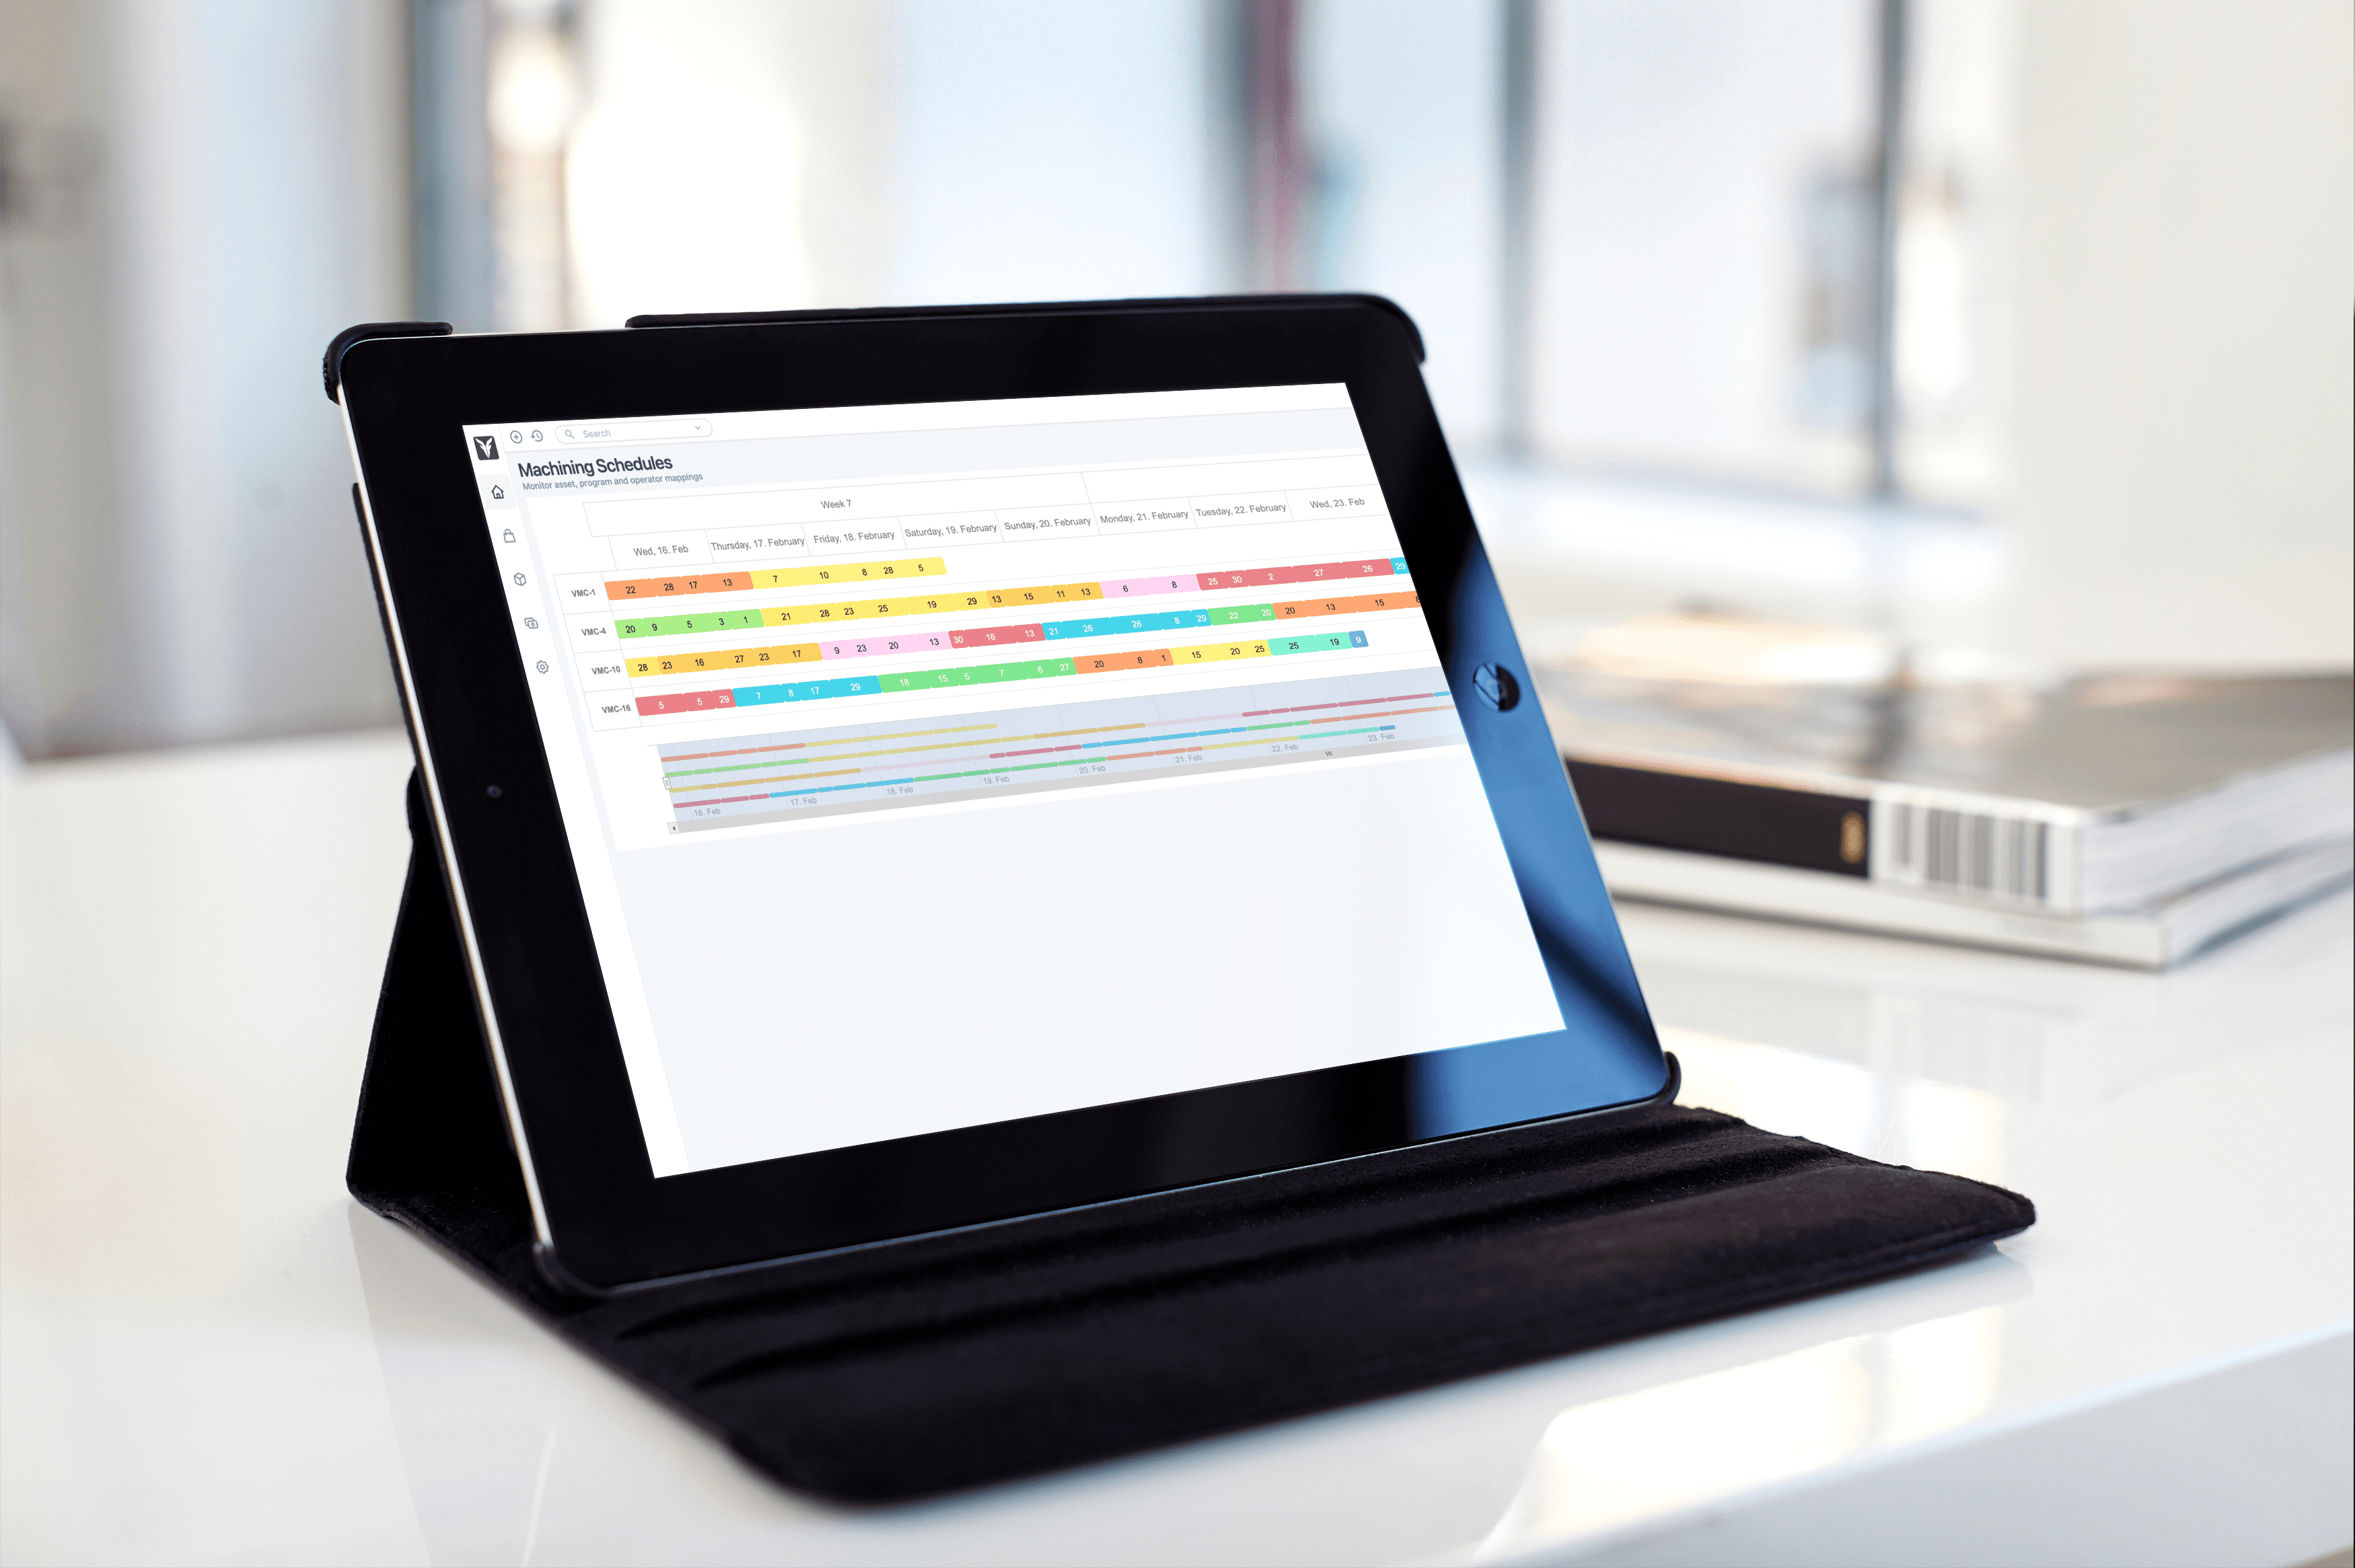 Search
Machining Schedules
Monitor asset, program and operator mappings
Week 7
Wed, 16. Feb Thursday, 17. February Friday, 18. February Saturday, 19. February Sunday, 20. February Monday, 21. February Tuesday, 22. February Wed, 23. Feb
VMC-1 22 28 17 13 7 10 8 28 5
VMC-4 20 9 5 3 1 21 28 23 25 19 29 13 15 11 13 6 8 25 30 2 27 26 29
VMC-10 28 23 16 27 23 17 9 23 20 13 30 16 13 21 26 26 8 29 22 20 20 13 15
VMC-16 5 5 29 7 8 17 29 18 15 5 7 6 27 20 8 1 15 20 25 25 19 9
16. Feb 17. Feb 18. Feb 19. Feb 20. Feb 21. Feb 22. Feb 23. Feb